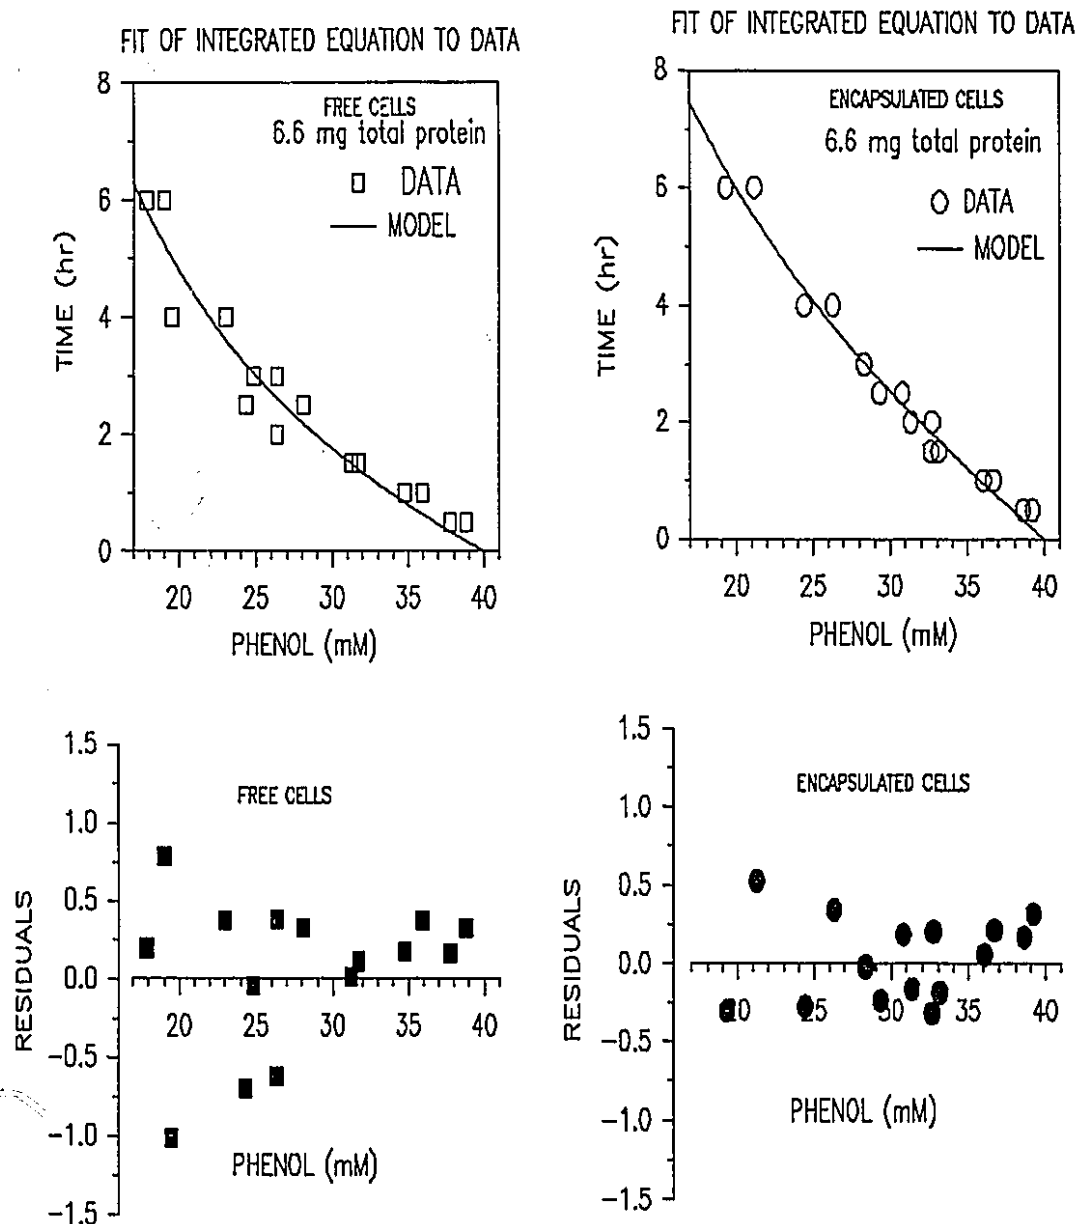 FIT OF INTEGRATED EQUATION TO DATA
8
6
4
2
0
TIME (hr)
FREE CELLS
6.6 mg total protein
DATA
MODEL
20 25 30 35 40
PHENOL (mM)
FIT OF INTEGRATED EQUATION TO DATA
8
6
4
2
0
TIME (hr)
ENCAPSULATED CELLS
6.6 mg total protein
DATA
MODEL
20 25 30 35 40
PHENOL (mM)
1.5
1.0
0.5
0.0
-0.5
-1.0
-1.5
RESIDUALS
FREE CELLS
20 25 30 35 40
PHENOL (mM)
1.5
1.0
0.5
0.0
-0.5
-1.0
-1.5
RESIDUALS
ENCAPSULATED CELLS
20 25 30 35 40
PHENOL (mM)